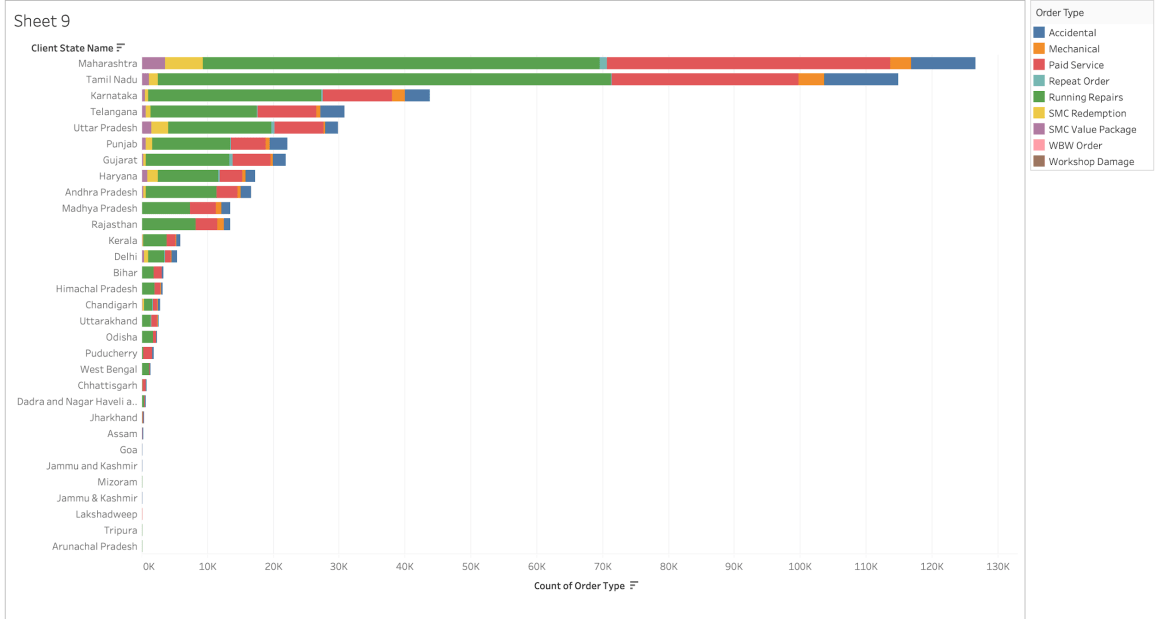 Sheet 9
Client State Name
Maharashtra
Tamil Nadu
Karnataka
Telangana
Uttar Pradesh
Punjab
Gujarat
Haryana
Andhra Pradesh
Madhya Pradesh
Rajasthan
Kerala
Delhi
Bihar
Himachal Pradesh
Chandigarh
Uttarakhand
Odisha
Puducherry
West Bengal
Chhattisgarh
Dadra and Nagar Haveli a..
Jharkhand
Assam
Goa
Jammu and Kashmir
Mizoram
Jammu & Kashmir
Lakshadweep
Tripura
Arunachal Pradesh
0K 10K 20K 30K 40K 50K 60K 70K 80K 90K 100K 110K 120K 130K
Count of Order Type
Order Type
Accidental
Mechanical
Paid Service
Repeat Order
Running Repairs
SMC Redemption
SMC Value Package
WBW Order
Workshop Damage